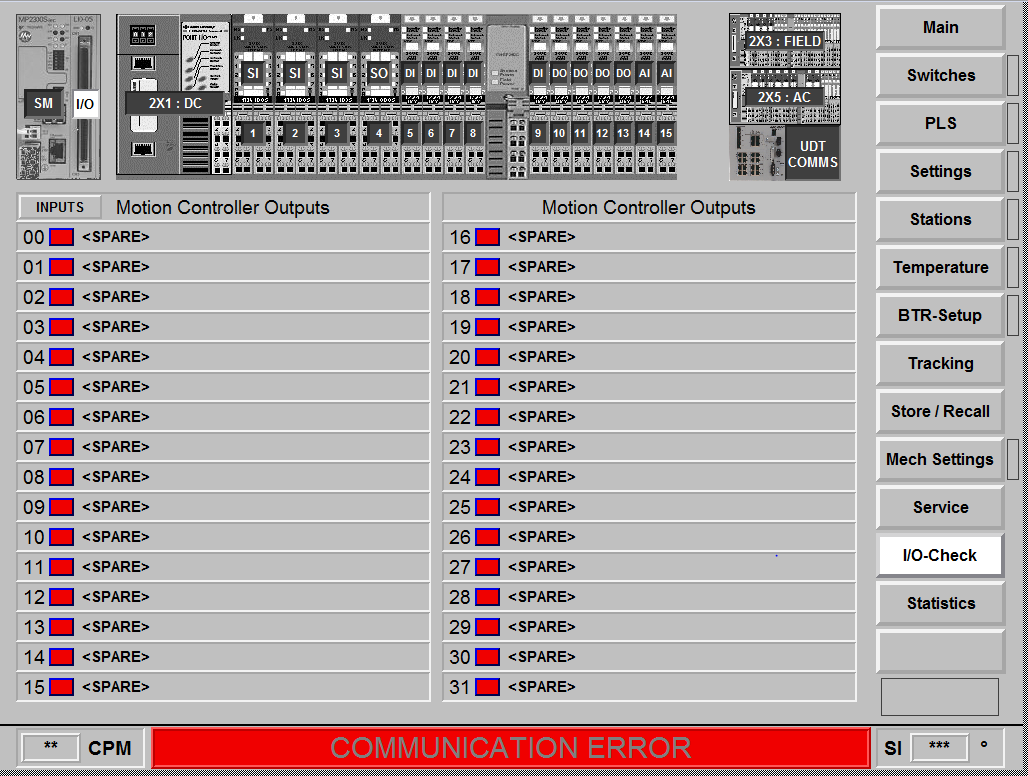 MP2300Siec LIO-05
POINT I/O
SM I/O
2X1 : DC
SI SI SI SO DI DI DI DI DI DO DO DO DO AI AI
1 2 3 4 5 6 7 8 9 10 11 12 13 14 15
2X3 : FIELD
2X5 : AC
UDT
COMMS
INPUTS Motion Controller Outputs
00 <SPARE>
01 <SPARE>
02 <SPARE>
03 <SPARE>
04 <SPARE>
05 <SPARE>
06 <SPARE>
07 <SPARE>
08 <SPARE>
09 <SPARE>
10 <SPARE>
11 <SPARE>
12 <SPARE>
13 <SPARE>
14 <SPARE>
15 <SPARE>
Motion Controller Outputs
16 <SPARE>
17 <SPARE>
18 <SPARE>
19 <SPARE>
20 <SPARE>
21 <SPARE>
22 <SPARE>
23 <SPARE>
24 <SPARE>
25 <SPARE>
26 <SPARE>
27 <SPARE>
28 <SPARE>
29 <SPARE>
30 <SPARE>
31 <SPARE>
Main
Switches
PLS
Settings
Stations
Temperature
BTR-Setup
Tracking
Store / Recall
Mech Settings
Service
I/O-Check
Statistics
** CPM
COMMUNICATION ERROR
SI *** °